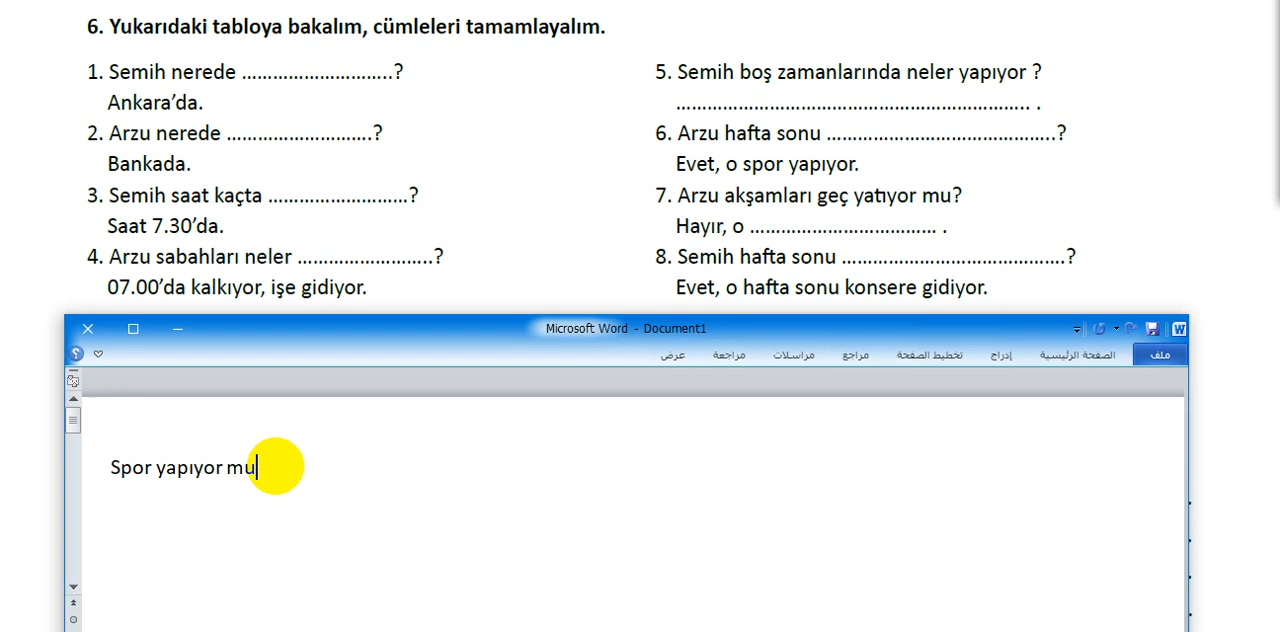 6. Yukarıdaki tabloya bakalım, cümleleri tamamlayalım.
1. Semih nerede ………………………..?
Ankara’da.
2. Arzu nerede ……………………….?
Bankada.
3. Semih saat kaçta ………………………?
Saat 7.30’da.
4. Arzu sabahları neler ……………………..?
07.00’da kalkıyor, işe gidiyor.
5. Semih boş zamanlarında neler yapıyor ?
………………………………………………………….. .
6. Arzu hafta sonu ……………………………………..?
Evet, o spor yapıyor.
7. Arzu akşamları geç yatıyor mu?
Hayır, o ……………………………… .
8. Semih hafta sonu …………………………………….?
Evet, o hafta sonu konsere gidiyor.
Microsoft Word - Document1
ملف الصفحة الرئيسية إدراج تخطيط الصفحة مراجع مراسلات مراجعة عرض
Spor yapıyor mu